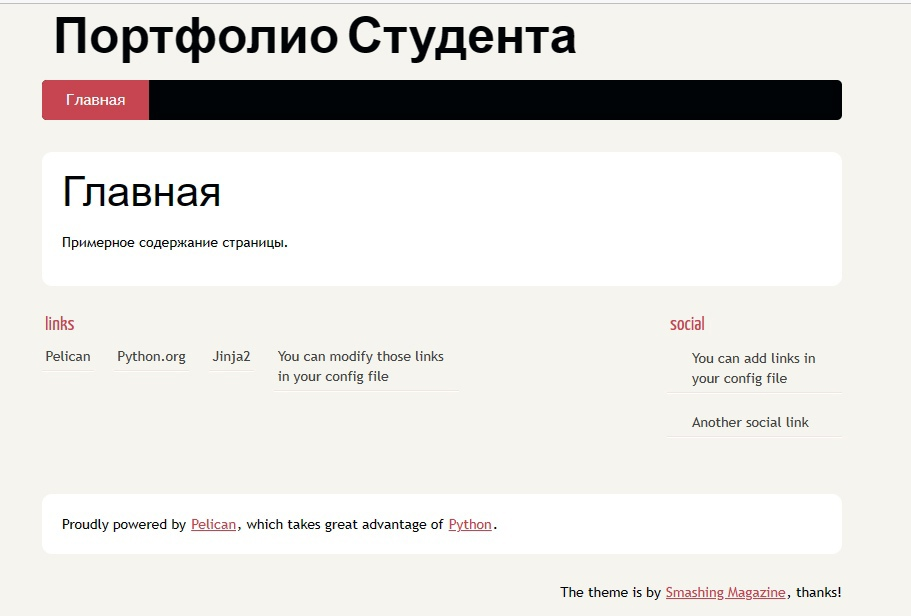 Портфолио Студента
Главная
Главная
Примерное содержание страницы.
links
Pelican Python.org Jinja2 You can modify those links
in your config file
social
You can add links in
your config file
Another social link
Proudly powered by Pelican, which takes great advantage of Python.
The theme is by Smashing Magazine, thanks!